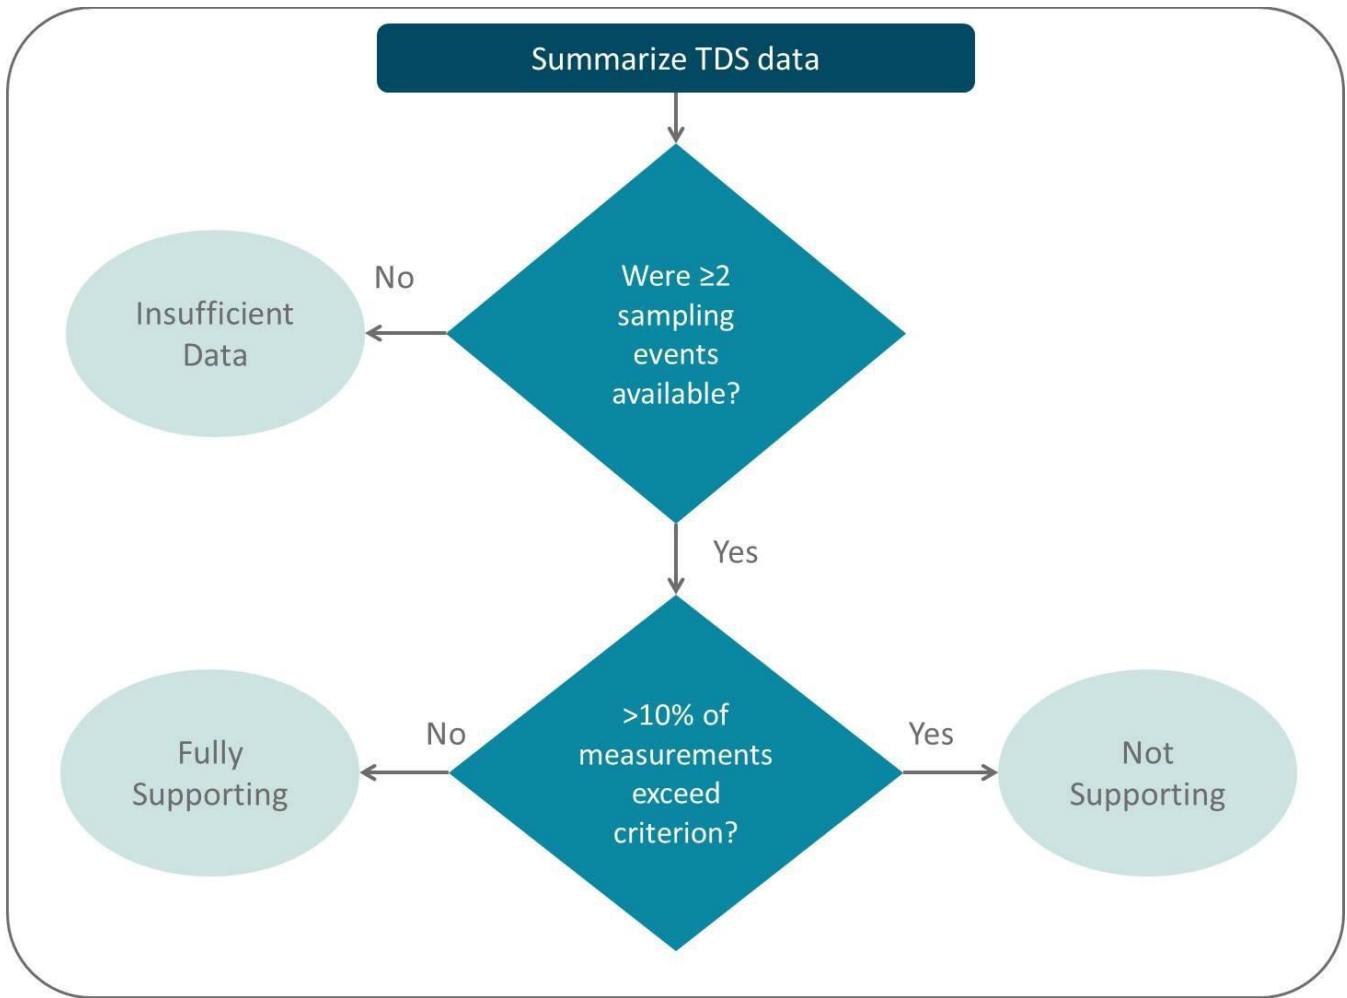 Summarize TDS data
No
Insufficient
Data
Were ≥2
sampling
events
available?
Yes
No
Fully
Supporting
>10% of
measurements
exceed
criterion?
Yes
Not
Supporting